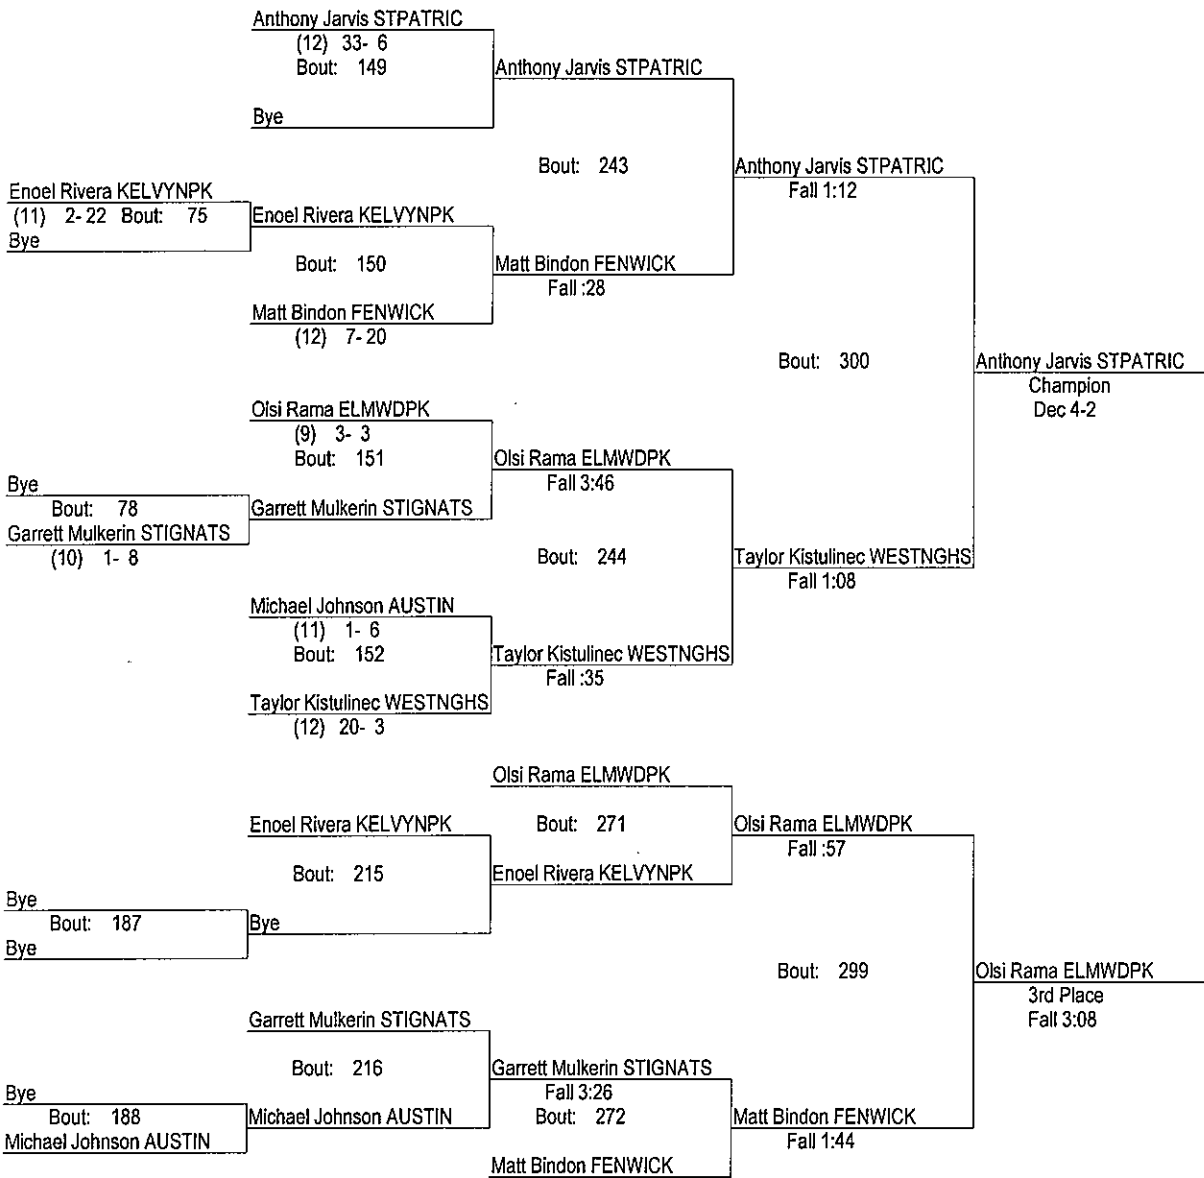 Anthony Jarvis STPATRIC
(12) 33- 6
Bout: 149
Anthony Jarvis STPATRIC
Bye
Bout: 243
Anthony Jarvis STPATRIC
Fall 1:12
Enoel Rivera KELVYNPK
(11) 2- 22 Bout: 75
Bye
Enoel Rivera KELVYNPK
Bout: 150
Matt Bindon FENWICK
Fall :28
Matt Bindon FENWICK
(12) 7- 20
Bout: 300
Anthony Jarvis STPATRIC
Champion
Dec 4-2
Olsi Rama ELMWDPK
(9) 3- 3
Bout: 151
Olsi Rama ELMWDPK
Fall 3:46
Bye
Bout: 78
Garrett Mulkerin STIGNATS
(10) 1- 8
Garrett Mulkerin STIGNATS
Bout: 244
Taylor Kistulinec WESTNGHS
Fall 1:08
Michael Johnson AUSTIN
(11) 1- 6
Bout: 152
Taylor Kistulinec WESTNGHS
Fall :35
Taylor Kistulinec WESTNGHS
(12) 20- 3
Olsi Rama ELMWDPK
Enoel Rivera KELVYNPK
Bout: 271
Olsi Rama ELMWDPK
Fall :57
Bout: 215
Enoel Rivera KELVYNPK
Bye
Bout: 187
Bye
Bye
Bout: 299
Olsi Rama ELMWDPK
3rd Place
Fall 3:08
Garrett Mulkerin STIGNATS
Bout: 216
Garrett Mulkerin STIGNATS
Fall 3:26
Bye
Bout: 188
Michael Johnson AUSTIN
Michael Johnson AUSTIN
Bout: 272
Matt Bindon FENWICK
Fall 1:44
Matt Bindon FENWICK